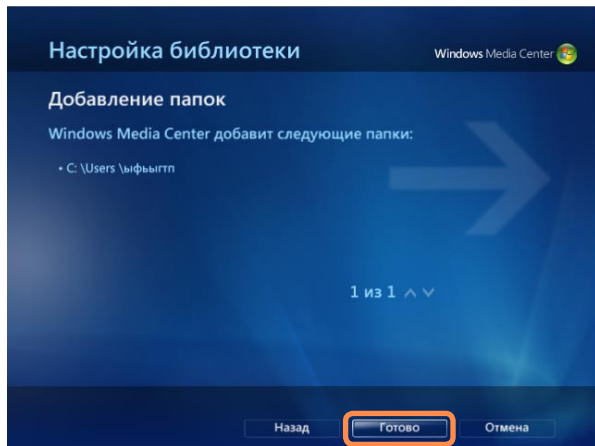 Настройка библиотеки
Windows Media Center
Добавление папок
Windows Media Center добавит следующие папки:
• C: \Users \ыфьыгтп
1 из 1
Назад Готово Отмена